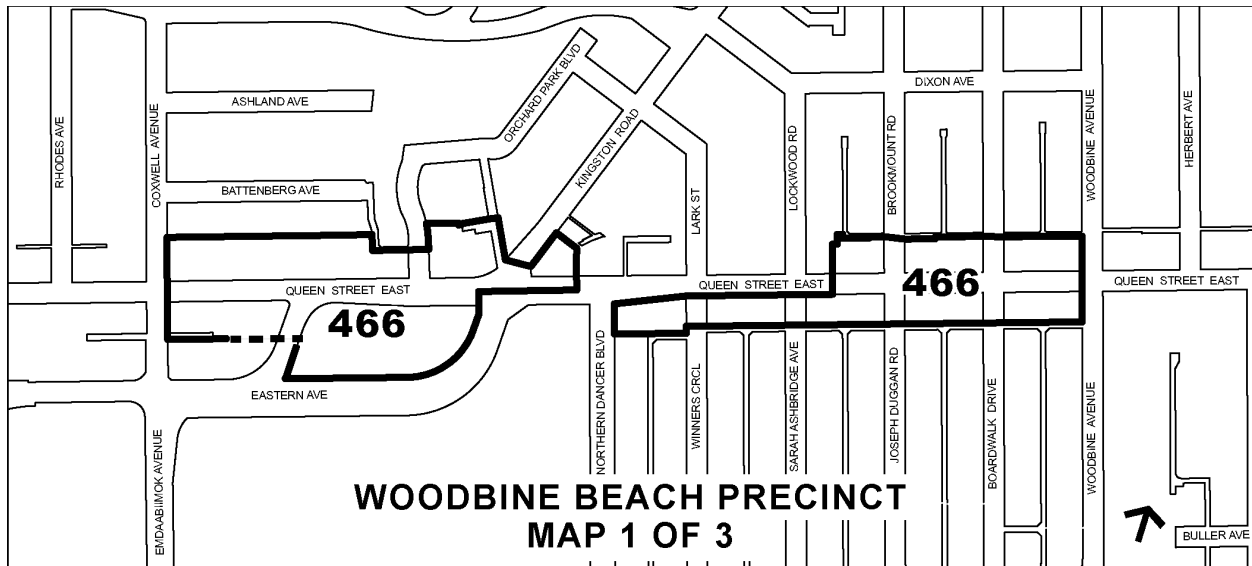 DIXON AVE
ASHLAND AVE
ORCHARD PARK BLVD
KINGSTON ROAD
RHODES AVE
COXWELL AVENUE
LOCKWOOD RD
BROOKMOUNT RD
WOODBINE AVENUE
HERBERT AVE
BATTENBERG AVE
LARK ST
QUEEN STREET EAST
QUEEN STREET EAST
466
QUEEN STREET EAST
466
EASTERN AVE
NORTHERN DANCER BLVD
WINNERS CRCL
SARAH ASHBRIDGE AVE
JOSEPH DUGGAN RD
BOARDWALK DRIVE
WOODBINE AVENUE
EMDAABIIMOK AVENUE
WOODBINE BEACH PRECINCT
MAP 1 OF 3
BULLER AVE